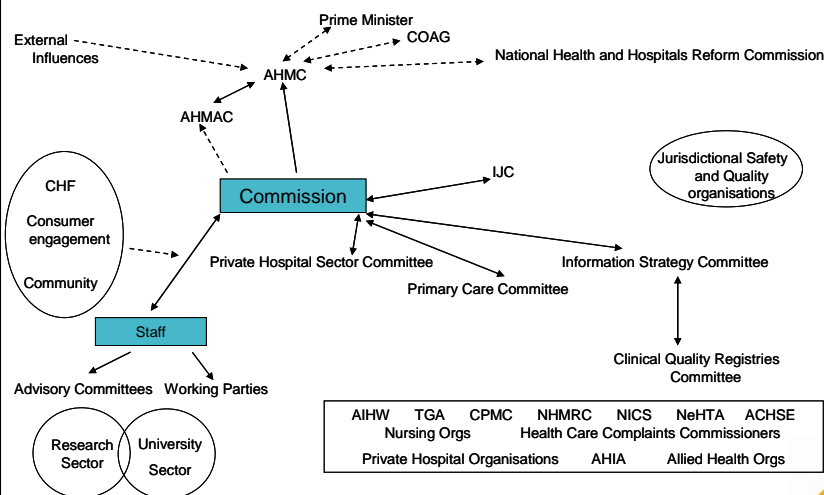 Prime Minister
External
Influences
COAG
National Health and Hospitals Reform Commission
AHMC
AHMAC
CHF
Consumer
engagement
Community
Commission
IJC
Jurisdictional Safety
and Quality
organisations
Private Hospital Sector Committee
Information Strategy Committee
Primary Care Committee
Staff
Clinical Quality Registries
Committee
Advisory Committees Working Parties
Research
Sector
University
Sector
AIHW TGA CPMC NHMRC NICS NeHTA ACHSE
Nursing Orgs Health Care Complaints Commissioners
Private Hospital Organisations AHIA Allied Health Orgs